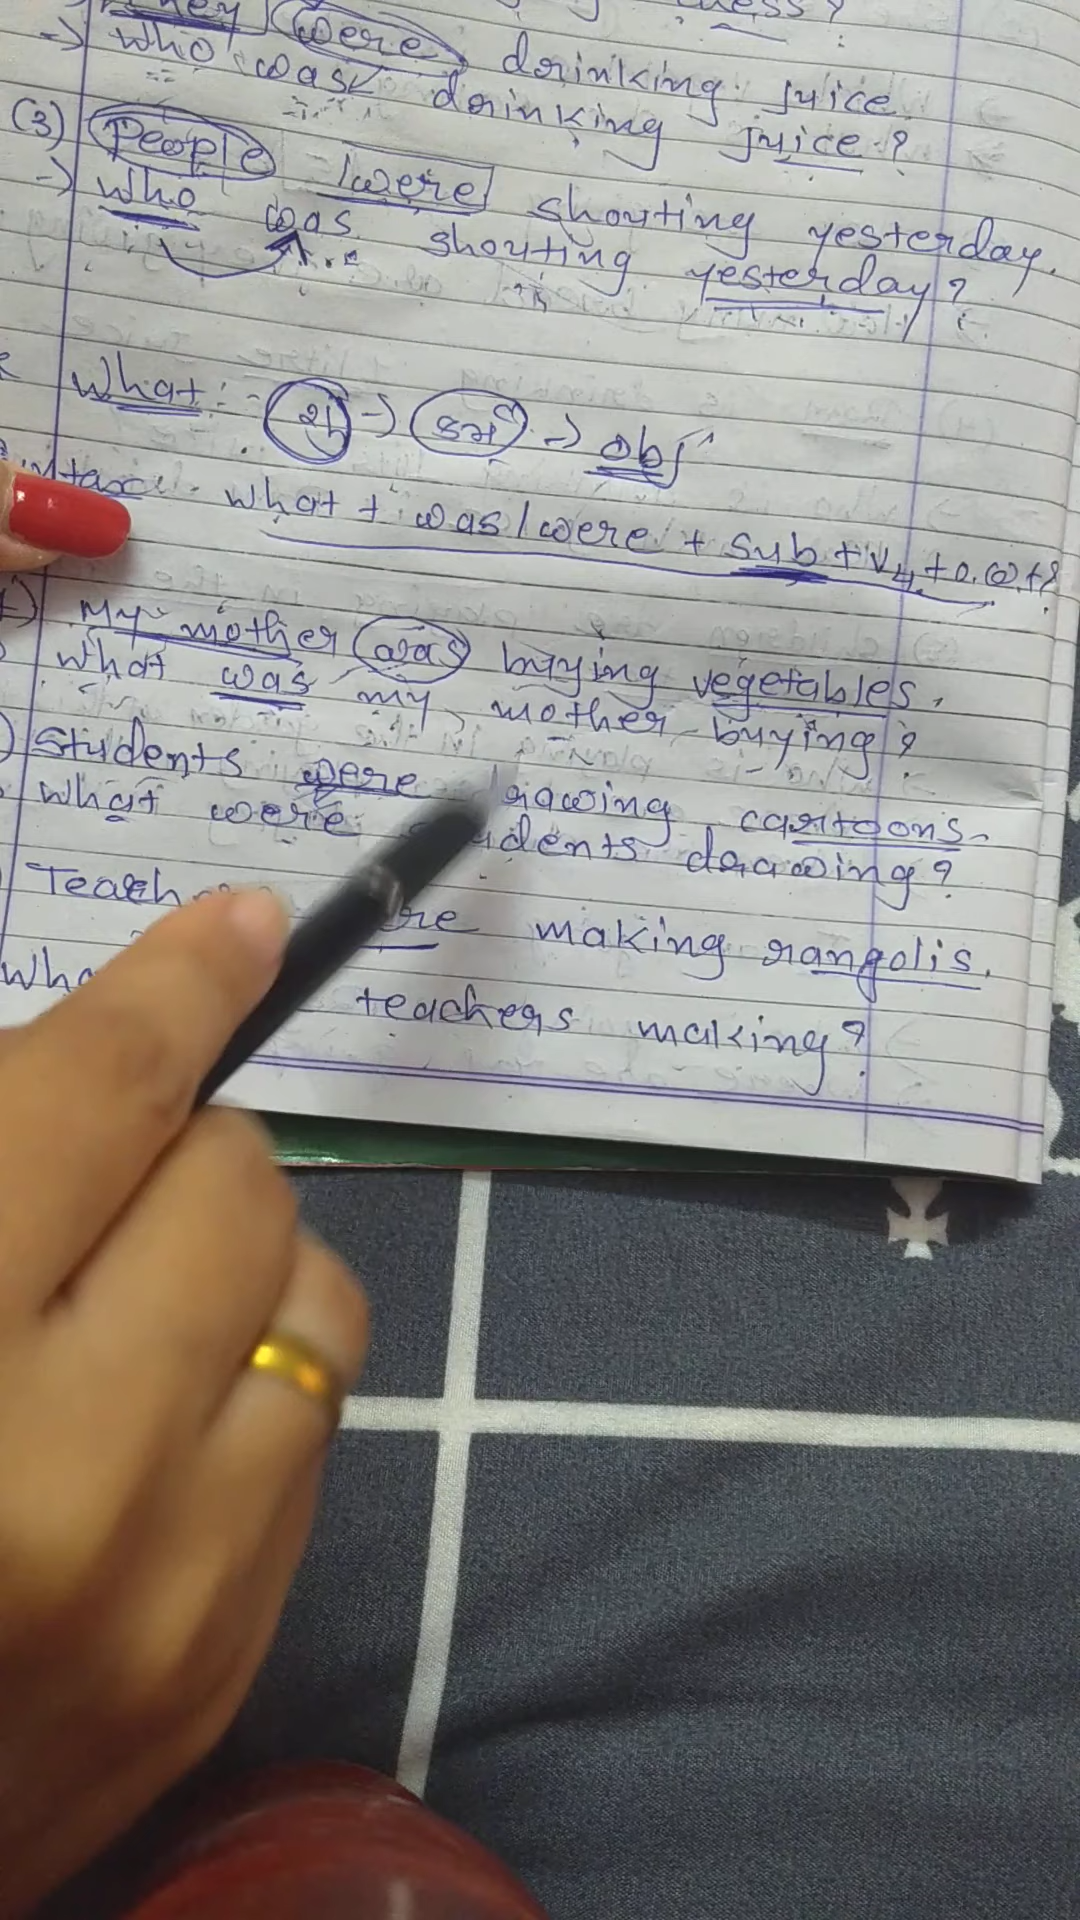 were drinking juice.
-> Who was drinking juice?
(3) People were shouting yesterday.
-> Who was shouting yesterday?
What :- શું -> કર્મ -> obj
what + was/were + sub + V4 + o.w + ?
My mother was buying vegetables.
What was my mother buying?
Students were drawing cartoons.
What were students drawing?
making rangolis.
teachers making?